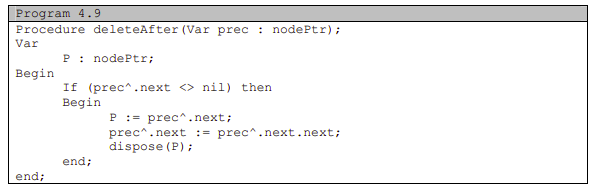 Program 4.9
Procedure deleteAfter(Var prec : nodePtr);
Var
P : nodePtr;
Begin
If (prec^.next <> nil) then
Begin
P := prec^.next;
prec^.next := prec^.next.next;
dispose(P);
end;
end;